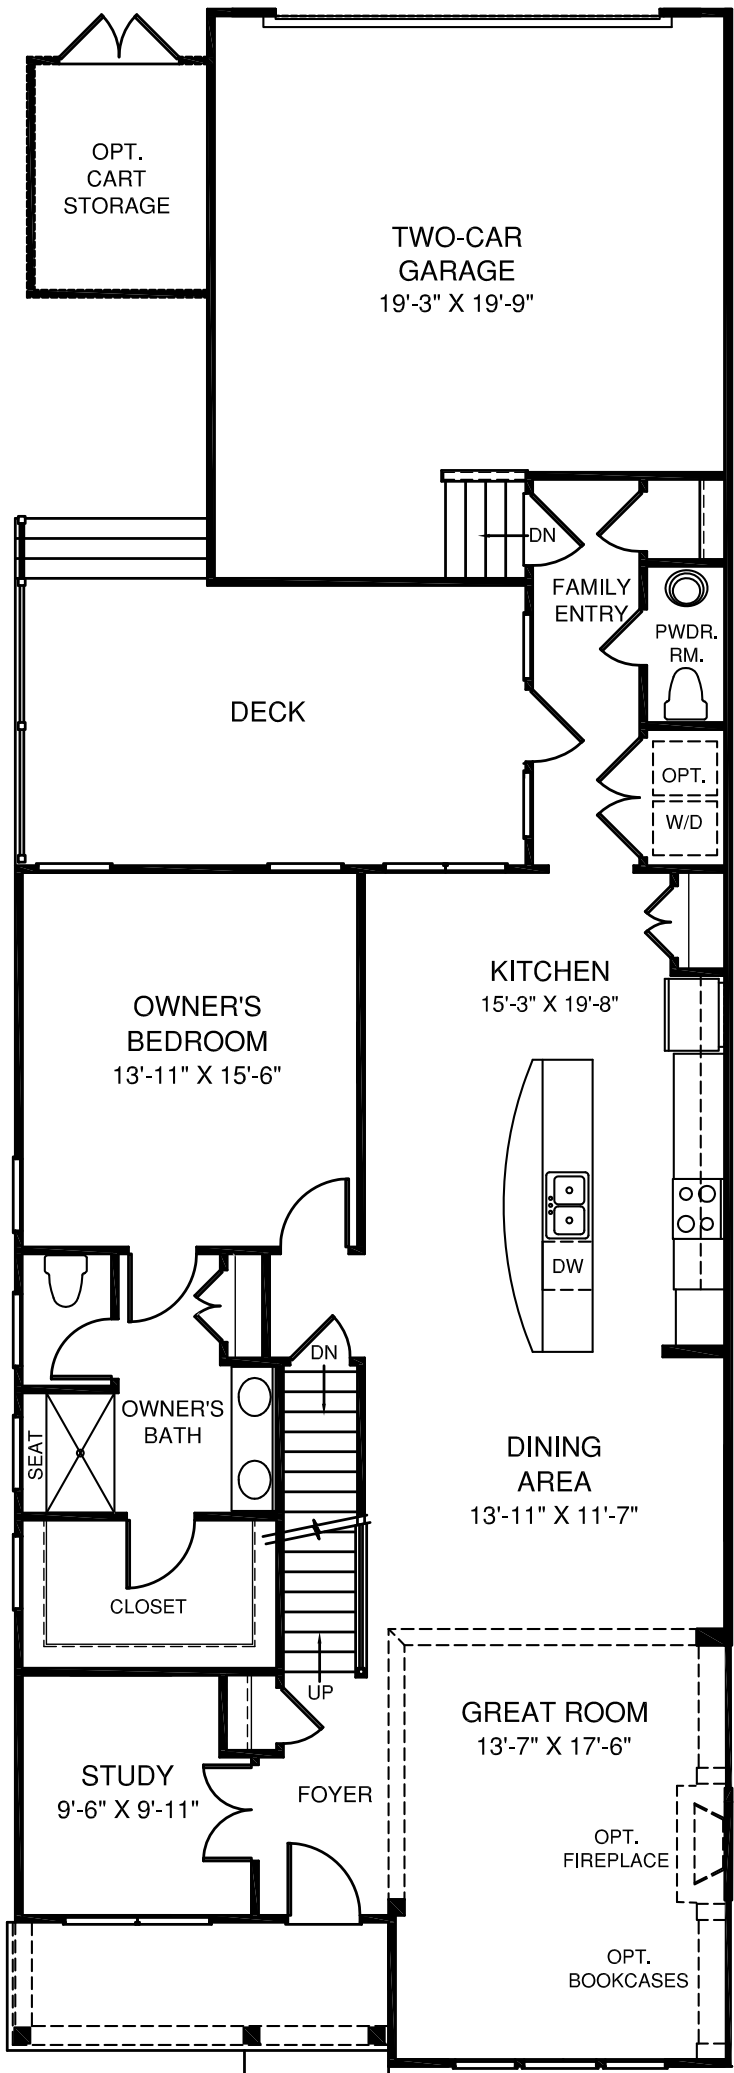 OPT.
CART
STORAGE
TWO-CAR
GARAGE
19'-3" X 19'-9"
DN
FAMILY
ENTRY
PWDR.
RM.
DECK
OPT.
W/D
KITCHEN
15'-3" X 19'-8"
OWNER'S
BEDROOM
13'-11" X 15'-6"
DW
DN
OWNER'S
BATH
SEAT
DINING
AREA
13'-11" X 11'-7"
CLOSET
UP
GREAT ROOM
13'-7" X 17'-6"
STUDY
9'-6" X 9'-11"
FOYER
OPT.
FIREPLACE
OPT.
BOOKCASES